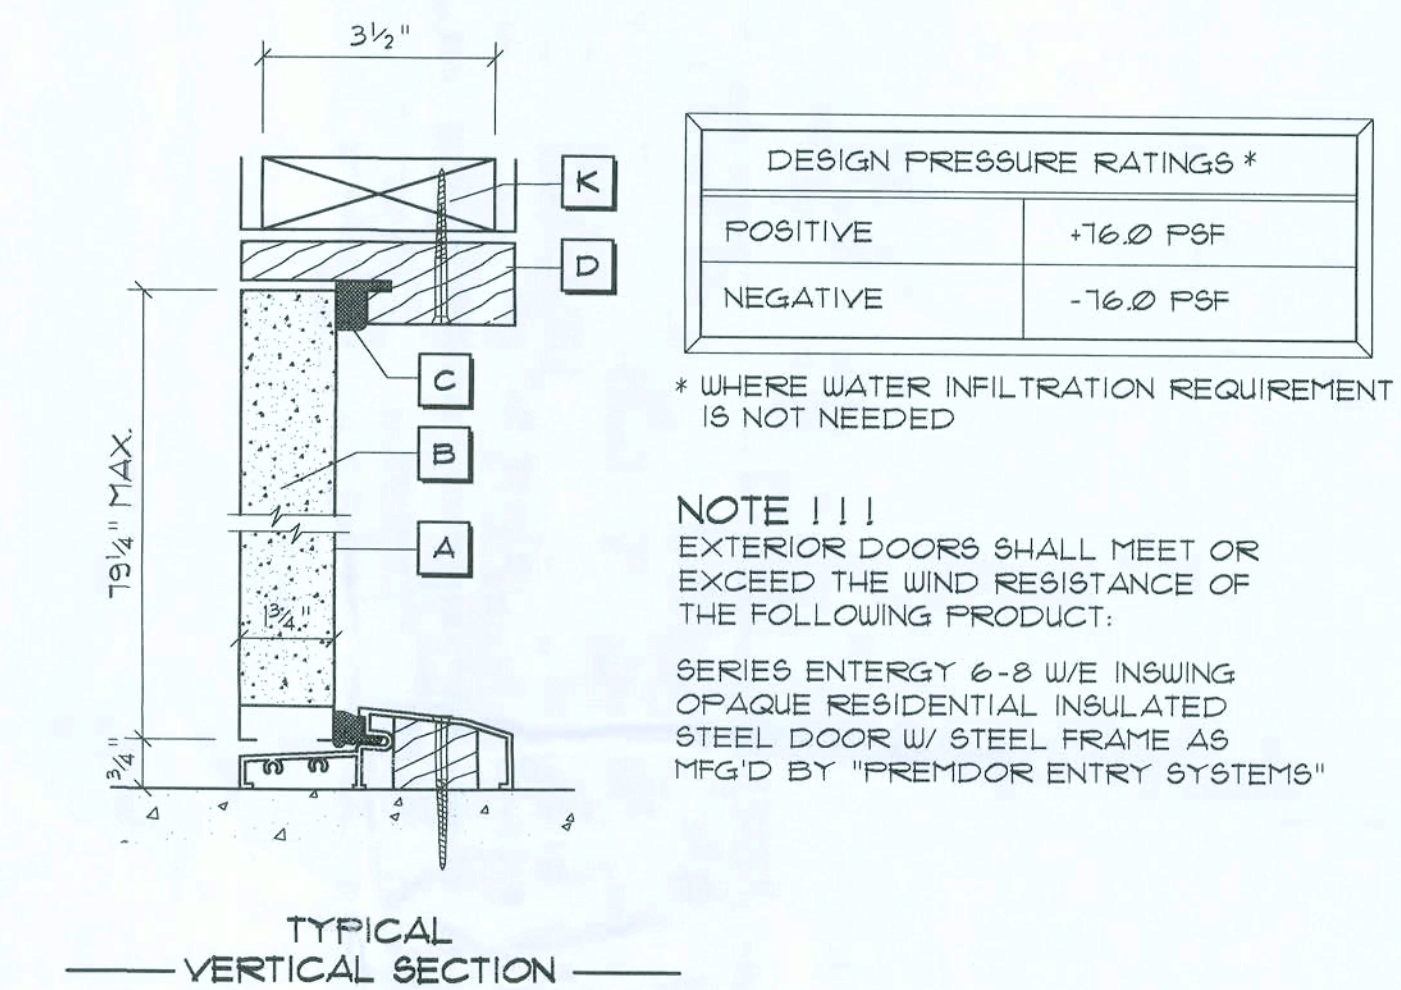 3½"
K
D
C
B
A
79¼" MAX.
1¾"
¾"
TYPICAL
VERTICAL SECTION
DESIGN PRESSURE RATINGS *
POSITIVE +76.0 PSF
NEGATIVE -76.0 PSF
* WHERE WATER INFILTRATION REQUIREMENT
IS NOT NEEDED
NOTE ! ! !
EXTERIOR DOORS SHALL MEET OR
EXCEED THE WIND RESISTANCE OF
THE FOLLOWING PRODUCT:
SERIES ENTERGY 6-8 W/E INSWING
OPAQUE RESIDENTIAL INSULATED
STEEL DOOR W/ STEEL FRAME AS
MFG'D BY "PREMDOR ENTRY SYSTEMS"